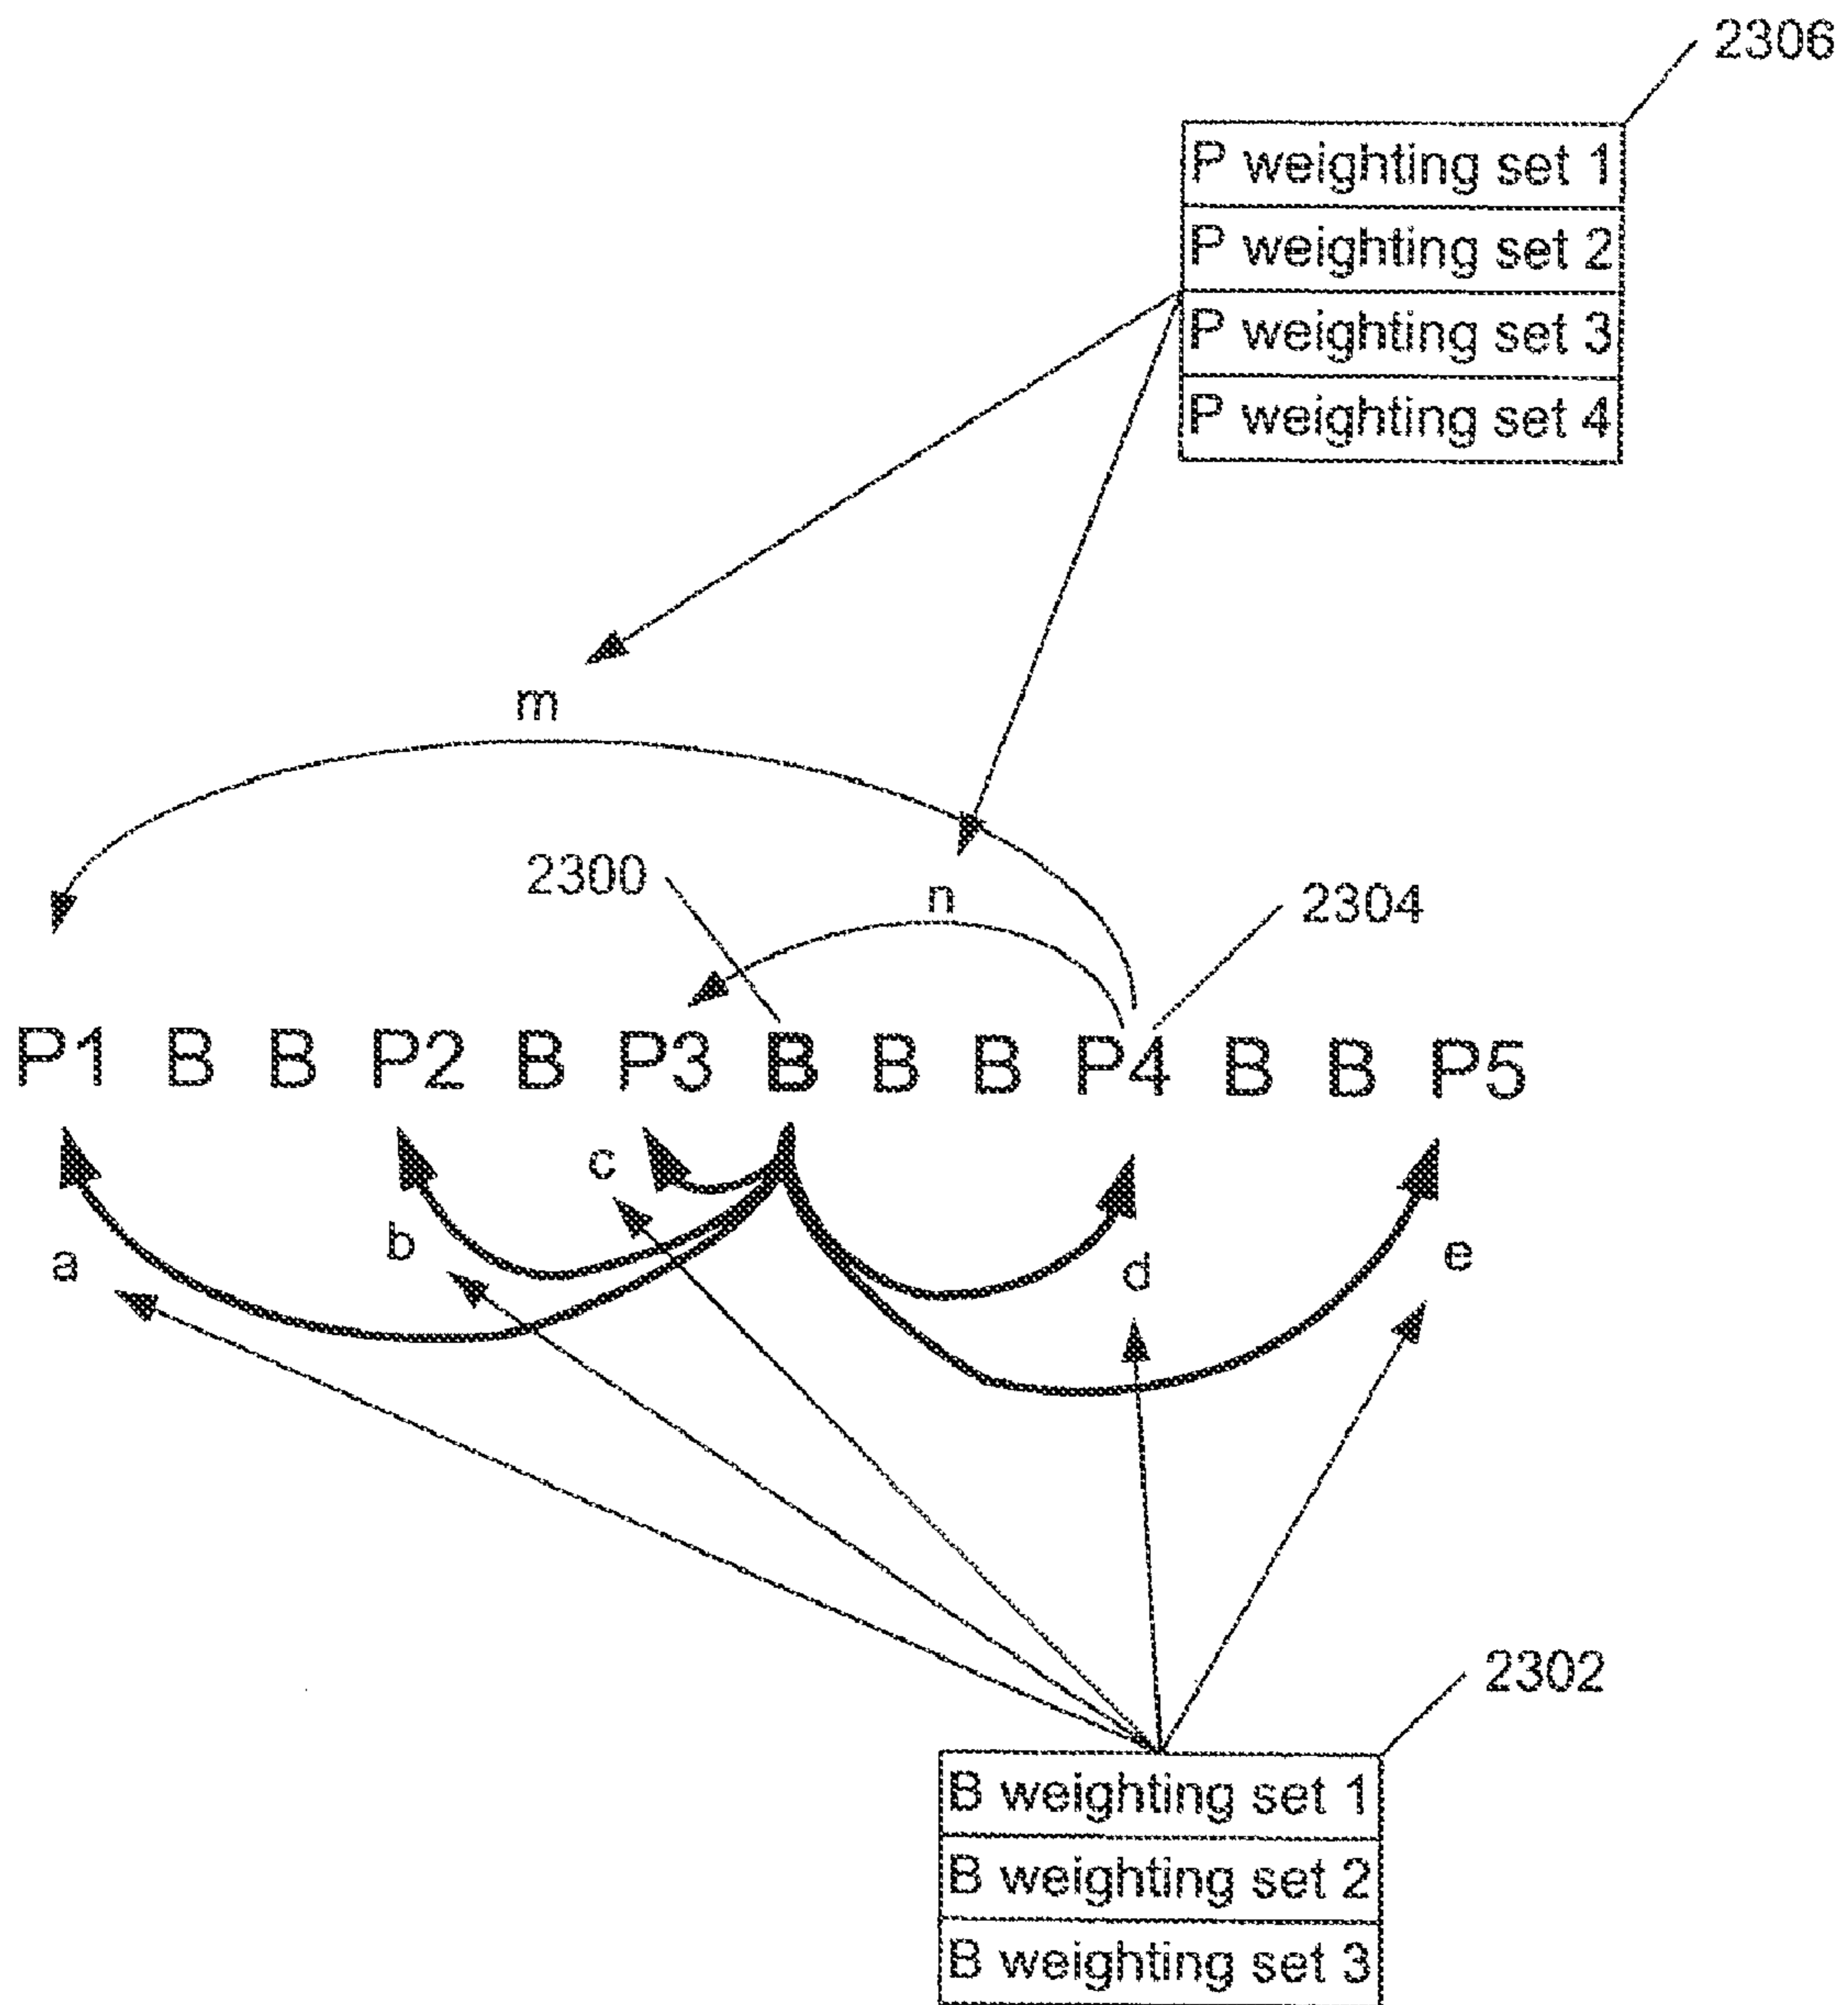 2306
P weighting set 1
P weighting set 2
P weighting set 3
P weighting set 4
m
2300
n
2304
P1 B B P2 B P3 B B B P4 B B P5
c
b
a
d
e
2302
B weighting set 1
B weighting set 2
B weighting set 3